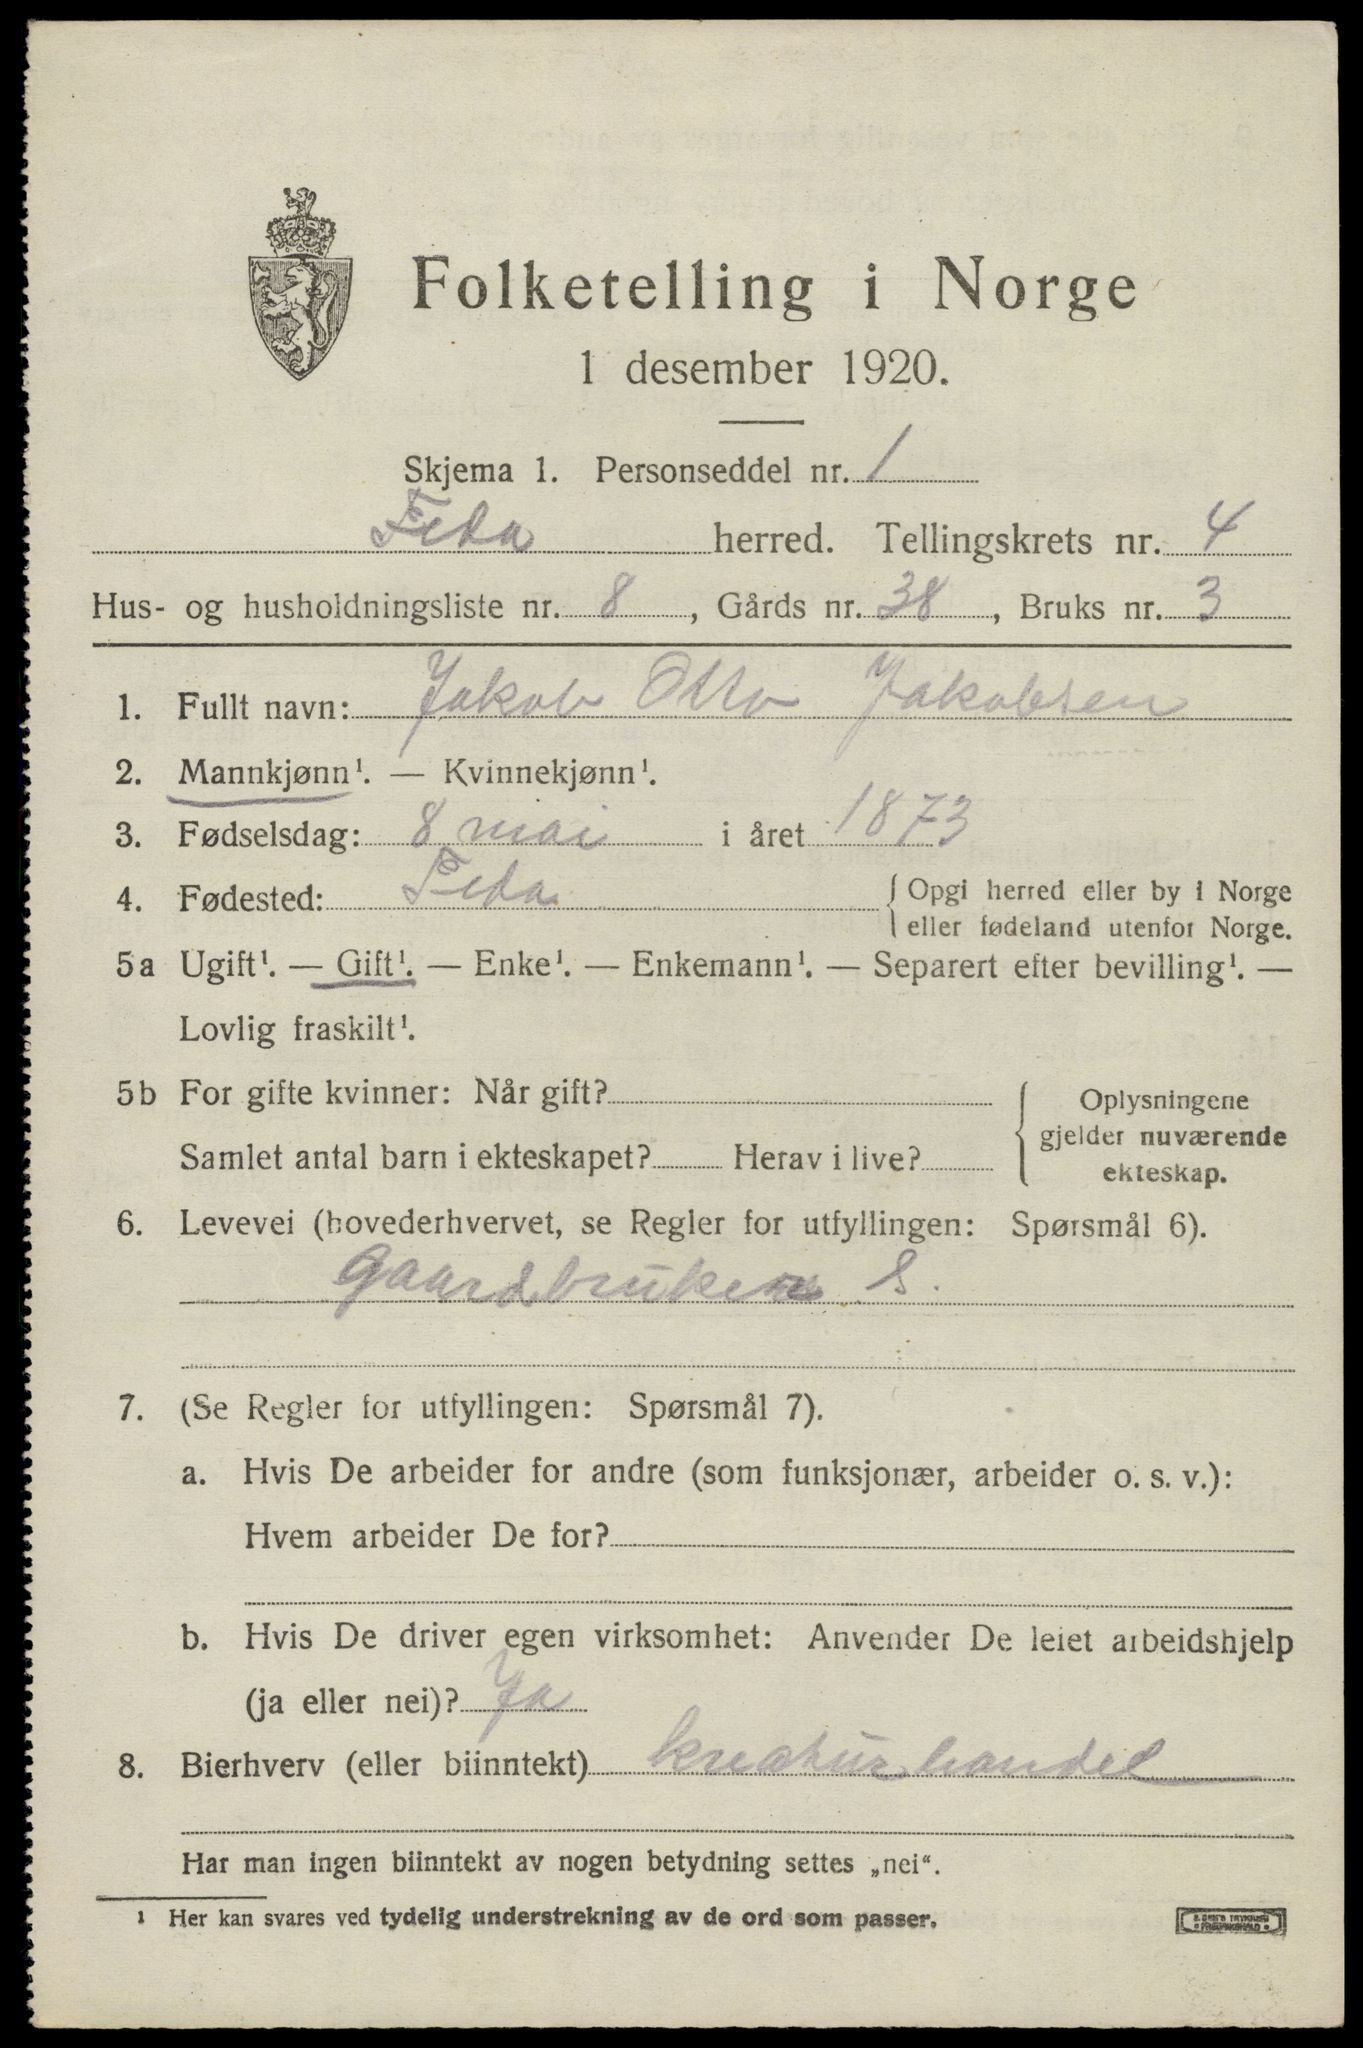 Folketelling i Norge
1 desember 1920.
Skjema 1. Personseddel nr. 1
Feda herred. Tellingskrets nr. 4
Hus- og husholdningsliste nr. 8, Gårds nr. 38, Bruks nr. 3
1. Fullt navn: Jakob Otto Jakobsen
2. Mannkjønn¹. — Kvinnekjønn¹.
3. Fødselsdag: 8 mai i året 1873
4. Fødested: Feda { Opgi herred eller by i Norge
eller fødeland utenfor Norge.
5a Ugift¹. — Gift¹. — Enke¹. — Enkemann¹. — Separert efter bevilling¹. —
Lovlig fraskilt¹.
5b For gifte kvinner: Når gift?
Samlet antal barn i ekteskapet? Herav i live?
{ Oplysningene
gjelder nuværende
ekteskap.
6. Levevei (hovederhvervet, se Regler for utfyllingen: Spørsmål 6).
Gaardbruker S.
7. (Se Regler for utfyllingen: Spørsmål 7).
a. Hvis De arbeider for andre (som funksjonær, arbeider o. s. v.):
Hvem arbeider De for?
b. Hvis De driver egen virksomhet: Anvender De leiet arbeidshjelp
(ja eller nei)? Ja
8. Bierhverv (eller biinntekt) kreaturhandel
Har man ingen biinntekt av nogen betydning settes „nei“.
¹ Her kan svares ved tydelig understrekning av de ord som passer.